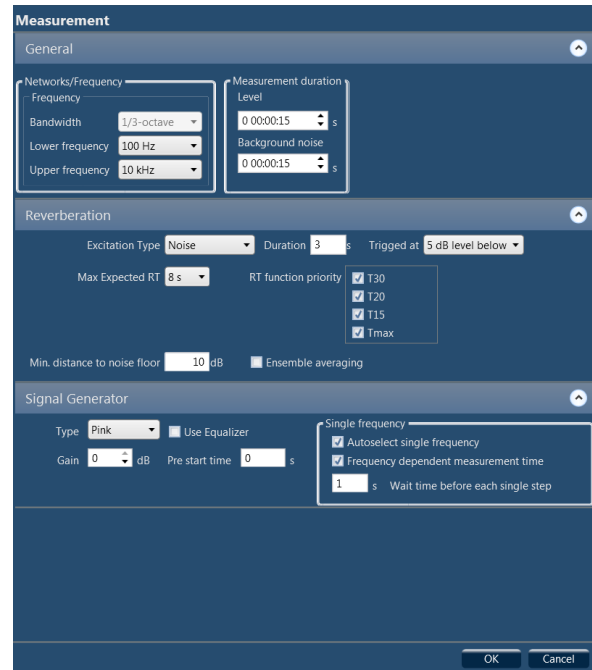 Measurement
General
Networks/Frequency
Frequency
Bandwidth 1/3-octave
Lower frequency 100 Hz
Upper frequency 10 kHz
Measurement duration
Level
0 00:00:15 s
Background noise
0 00:00:15 s
Reverberation
Excitation Type Noise Duration 3 s Trigged at 5 dB level below
Max Expected RT 8 s RT function priority T30
T20
T15
Tmax
Min. distance to noise floor 10 dB Ensemble averaging
Signal Generator
Type Pink Use Equalizer
Gain 0 dB Pre start time 0 s
Single frequency
Autoselect single frequency
Frequency dependent measurement time
1 s Wait time before each single step
OK Cancel